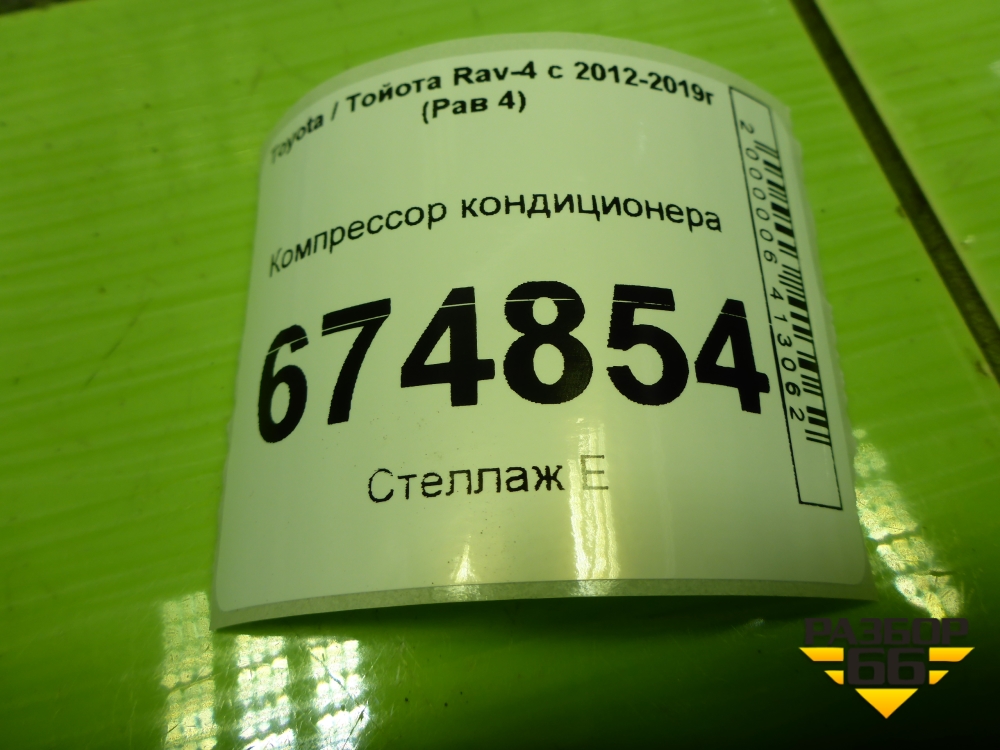 Toyota / Тойота Rav-4 с 2012-2019г
(Рав 4)
Компрессор кондиционера
674854
Стеллаж Е
2000006413062
РАЗБОР
66